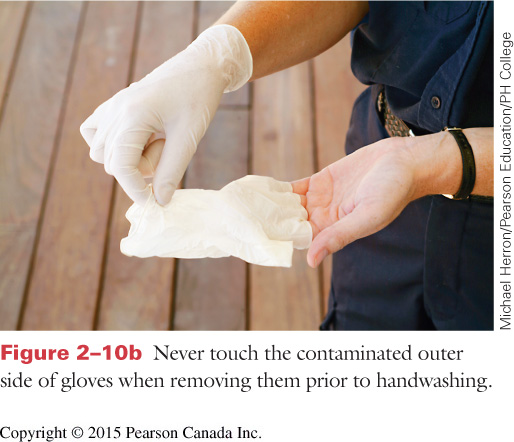 Michael Herron/Pearson Education/PH College
Figure 2–10b Never touch the contaminated outer
side of gloves when removing them prior to handwashing.
Copyright © 2015 Pearson Canada Inc.